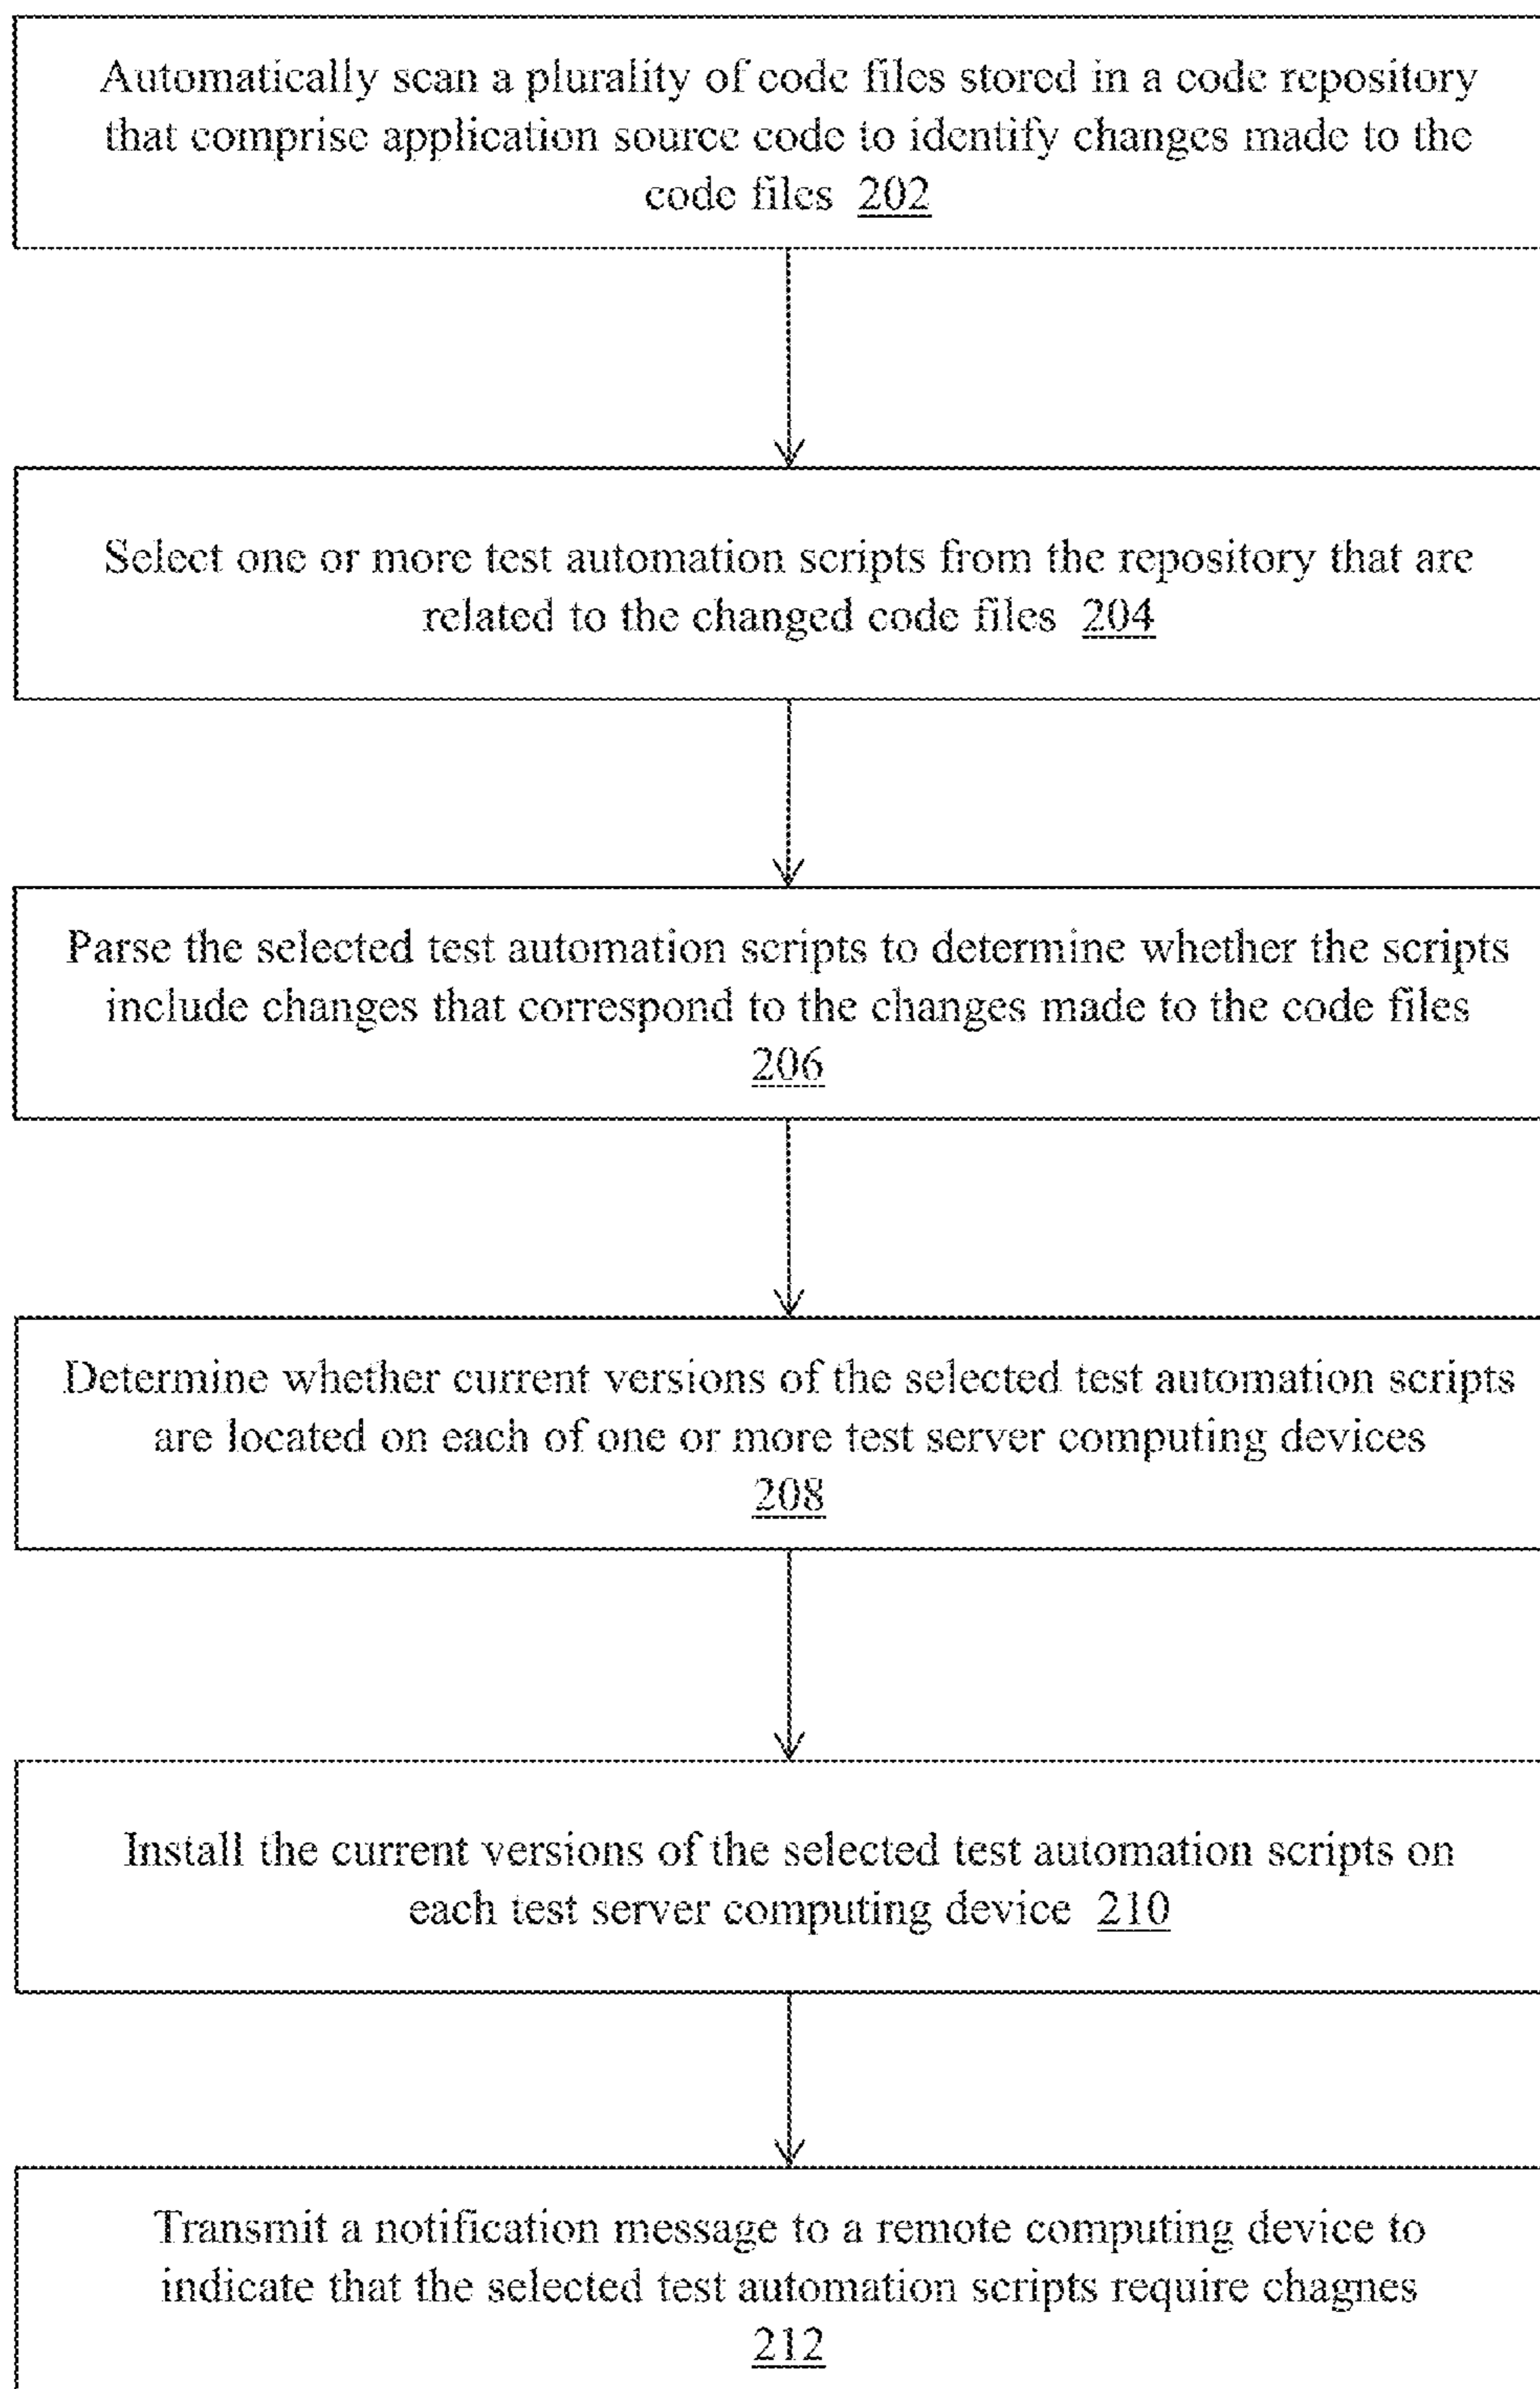 Automatically scan a plurality of code files stored in a code repository
that comprise application source code to identify changes made to the
code files 202
Select one or more test automation scripts from the repository that are
related to the changed code files 204
Parse the selected test automation scripts to determine whether the scripts
include changes that correspond to the changes made to the code files
206
Determine whether current versions of the selected test automation scripts
are located on each of one or more test server computing devices
208
Install the current versions of the selected test automation scripts on
each test server computing device 210
Transmit a notification message to a remote computing device to
indicate that the selected test automation scripts require chagnes
212